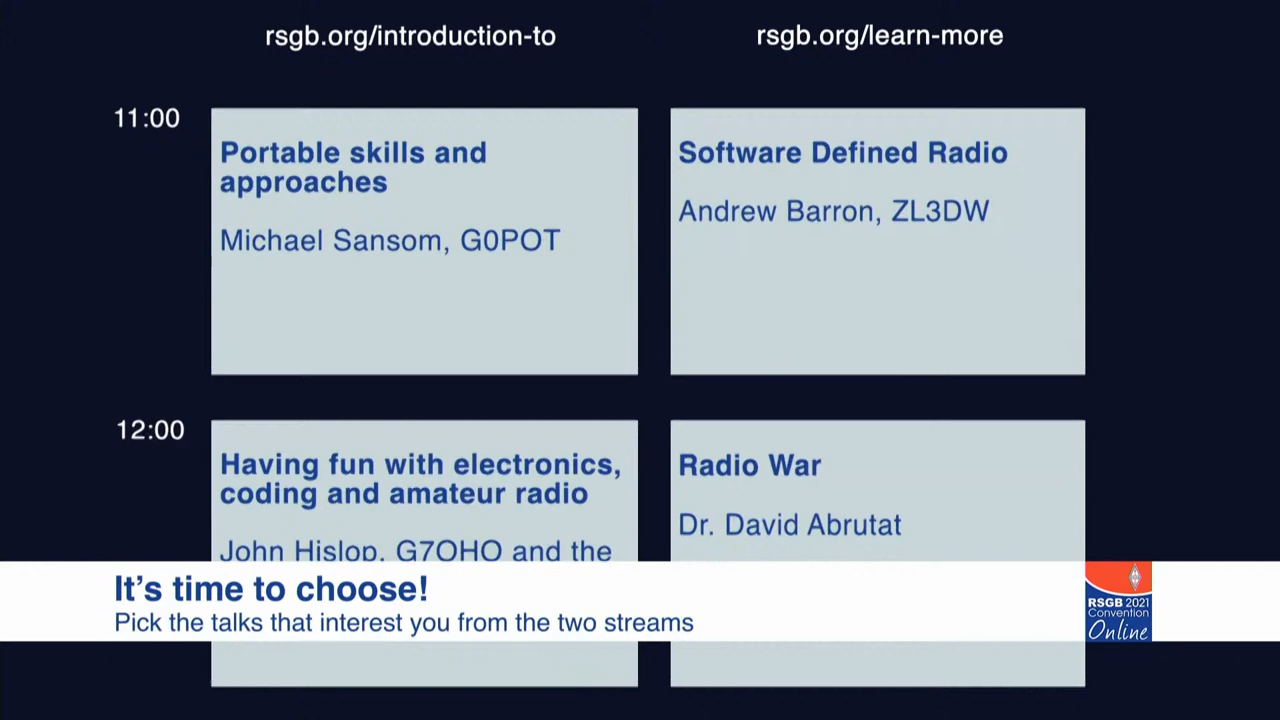 rsgb.org/introduction-to
rsgb.org/learn-more
11:00
Portable skills and
approaches
Michael Sansom, G0POT
Software Defined Radio
Andrew Barron, ZL3DW
12:00
Having fun with electronics,
coding and amateur radio
John Hislop, G7OHO and the
Radio War
Dr. David Abrutat
It's time to choose!
Pick the talks that interest you from the two streams
RSGB 2021
Convention
Online